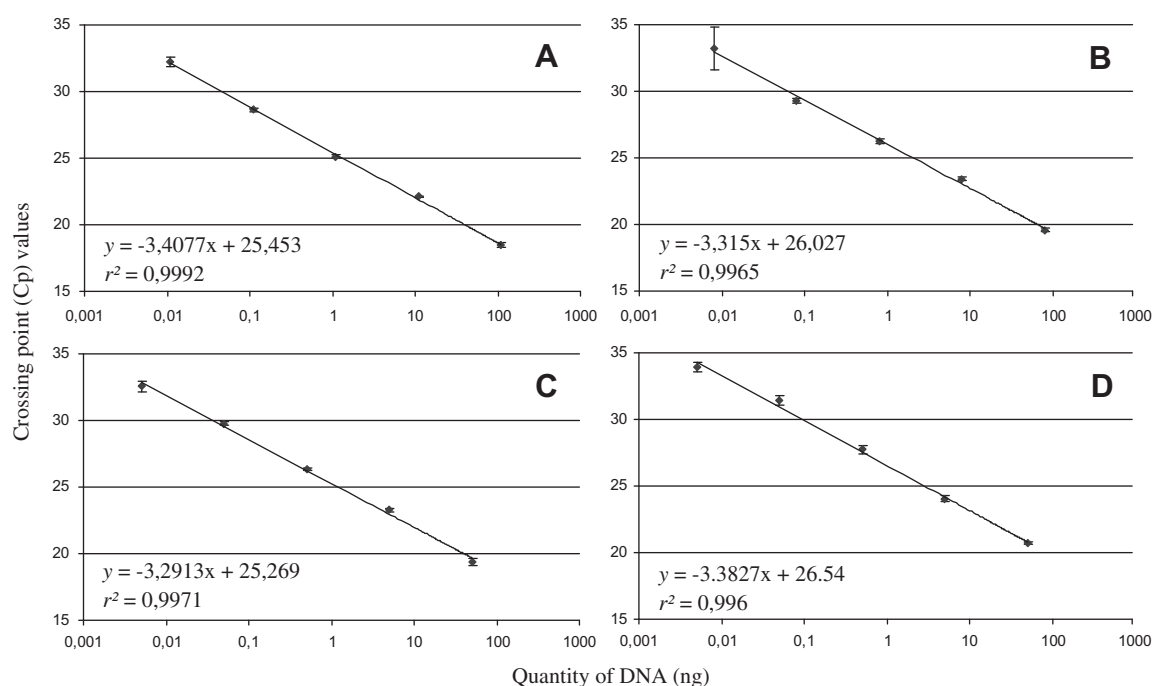 Crossing point (Cp) values
35
30
25
20
15
A
y = -3,4077x + 25,453
r² = 0,9992
0,001 0,01 0,1 1 10 100 1000
35
30
25
20
15
B
y = -3,315x + 26,027
r² = 0,9965
0,001 0,01 0,1 1 10 100 1000
35
30
25
20
15
C
y = -3,2913x + 25,269
r² = 0,9971
0,001 0,01 0,1 1 10 100 1000
35
30
25
20
15
D
y = -3.3827x + 26.54
r² = 0,996
0,001 0,01 0,1 1 10 100 1000
Quantity of DNA (ng)